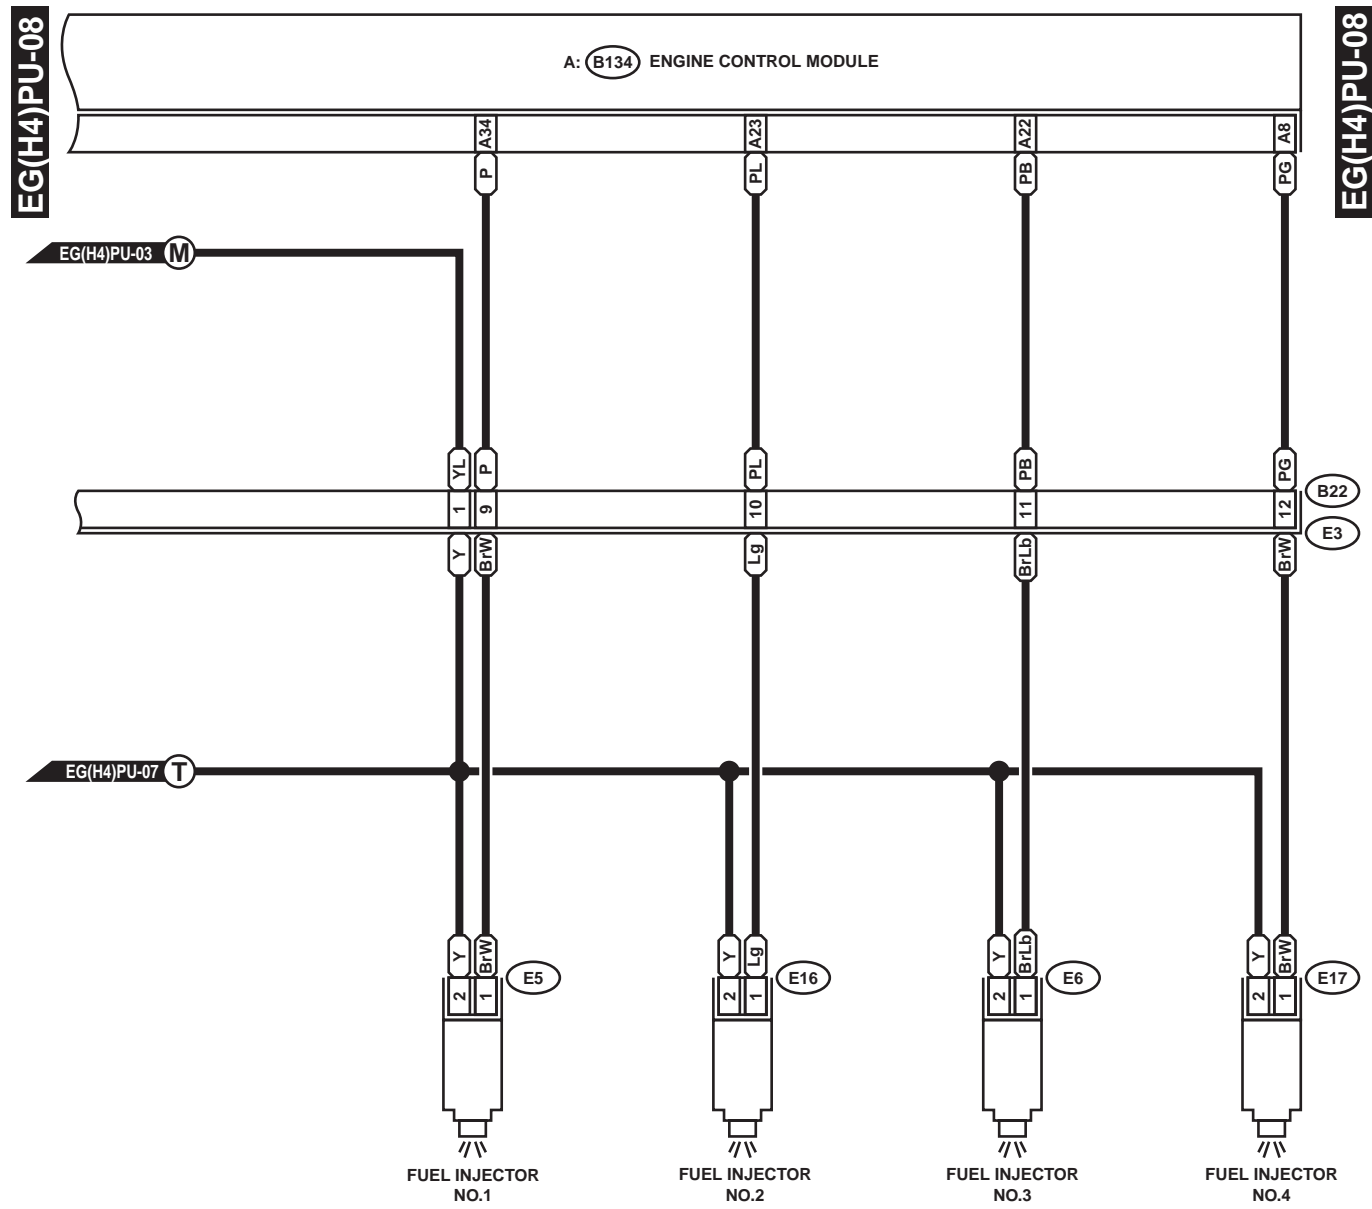 EG(H4)PU-08
EG(H4)PU-08
A: B134 ENGINE CONTROL MODULE
A34 A23 A22 A8
P PL PB PG
EG(H4)PU-03 M
YL P PL PB PG
1 9 10 11 12 B22
E3
Y BrW Lg BrLb BrW
EG(H4)PU-07 T
Y BrW Y Lg Y BrLb Y BrW
E5 E16 E6 E17
2 1 2 1 2 1 2 1
FUEL INJECTOR
NO.1
FUEL INJECTOR
NO.2
FUEL INJECTOR
NO.3
FUEL INJECTOR
NO.4